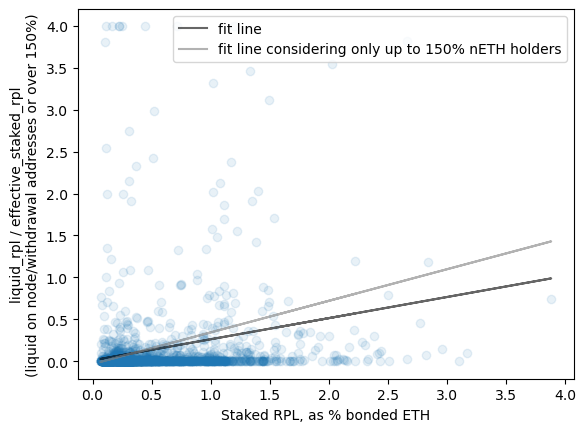 fit line
fit line considering only up to 150% nETH holders
liquid_rpl / effective_staked_rpl
(liquid on node/withdrawal addresses or over 150%)
4.0
3.5
3.0
2.5
2.0
1.5
1.0
0.5
0.0
0.0 0.5 1.0 1.5 2.0 2.5 3.0 3.5 4.0
Staked RPL, as % bonded ETH